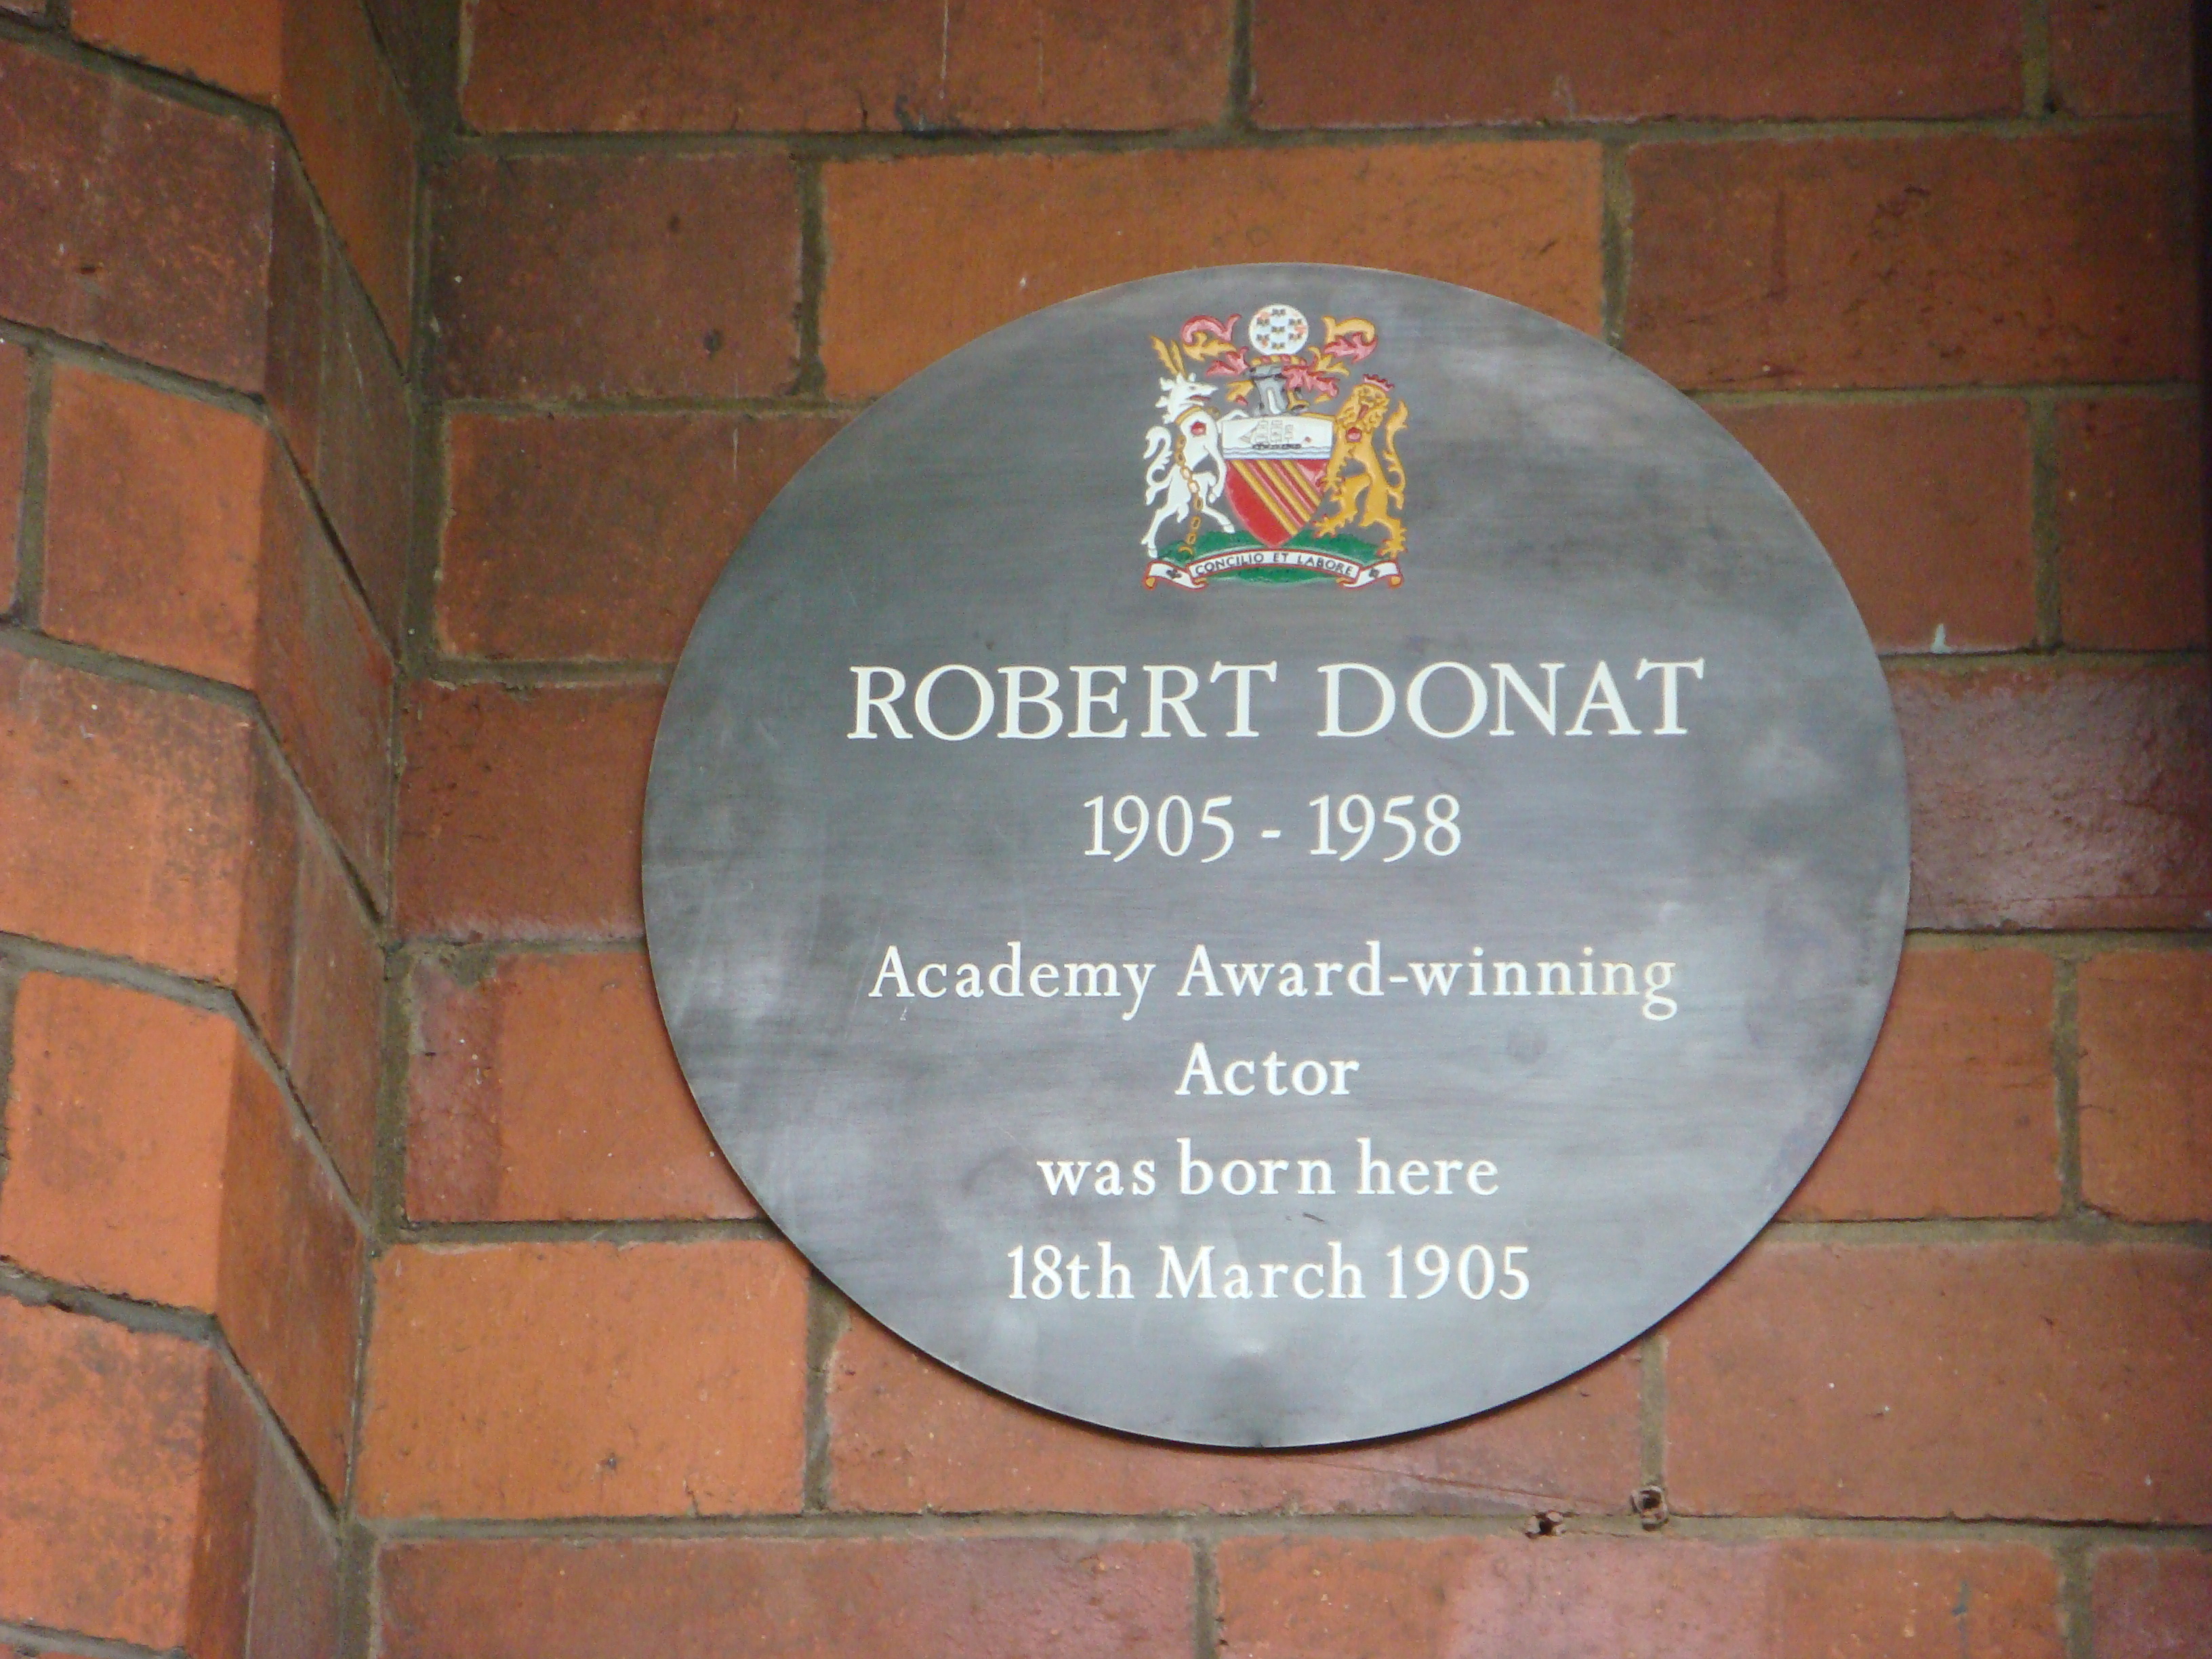 CONCILIO ET LABORE
ROBERT DONAT
1905 - 1958
Academy Award-winning
Actor
was born here
18th March 1905